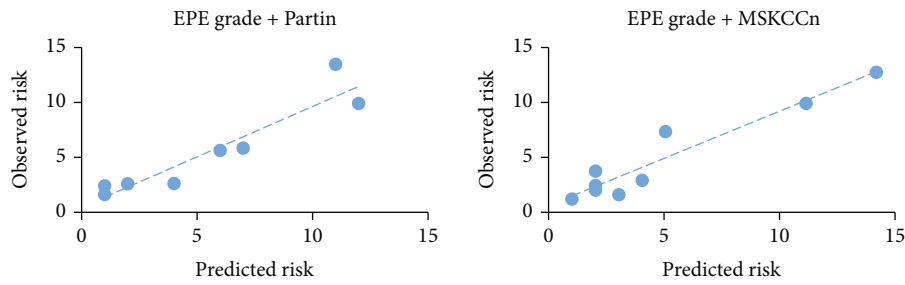 EPE grade + Partin
15
10
5
0
Observed risk
0 5 10 15
Predicted risk
EPE grade + MSKCCn
15
10
5
0
Observed risk
0 5 10 15
Predicted risk